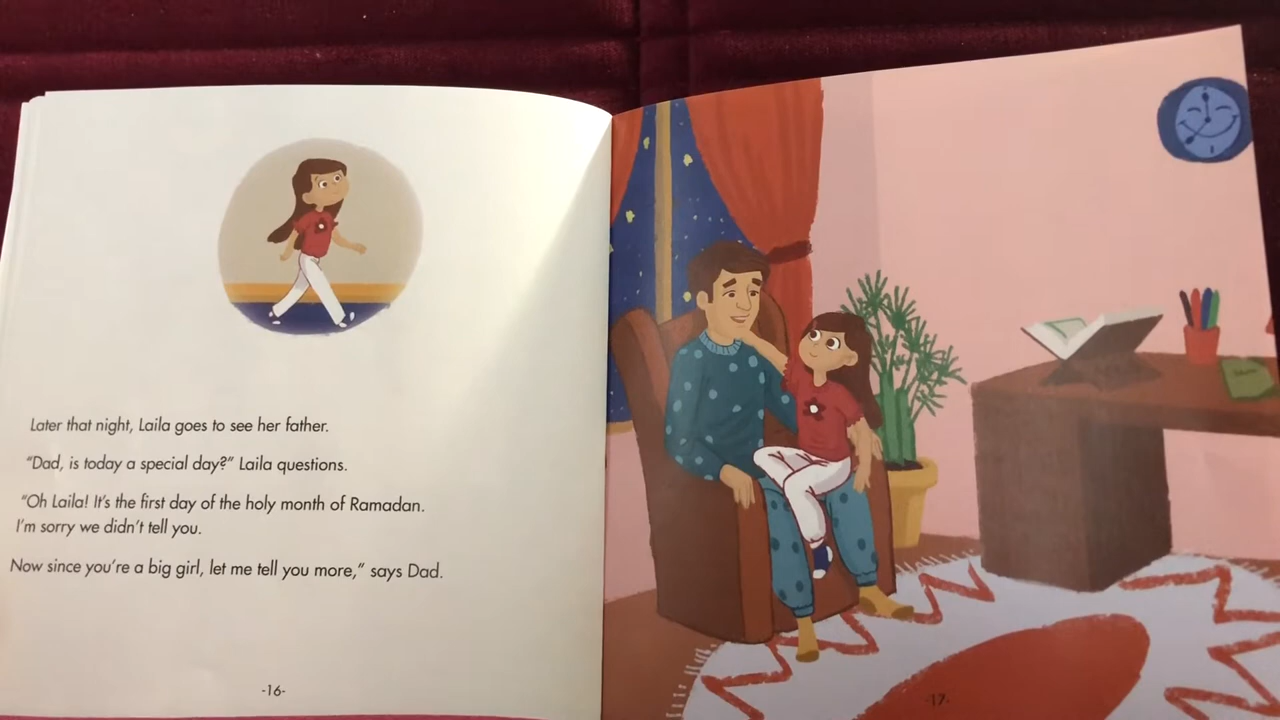 Later that night, Laila goes to see her father.
“Dad, is today a special day?” Laila questions.
“Oh Laila! It’s the first day of the holy month of Ramadan.
I’m sorry we didn’t tell you.
Now since you’re a big girl, let me tell you more,” says Dad.
-16-
-17-